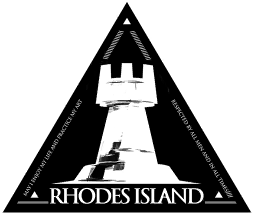 MAY I ENJOY MY LIFE AND PRACTICE MY ART
RESPECTED BY ALL MEN AND IN ALL TIMES
RHODES ISLAND